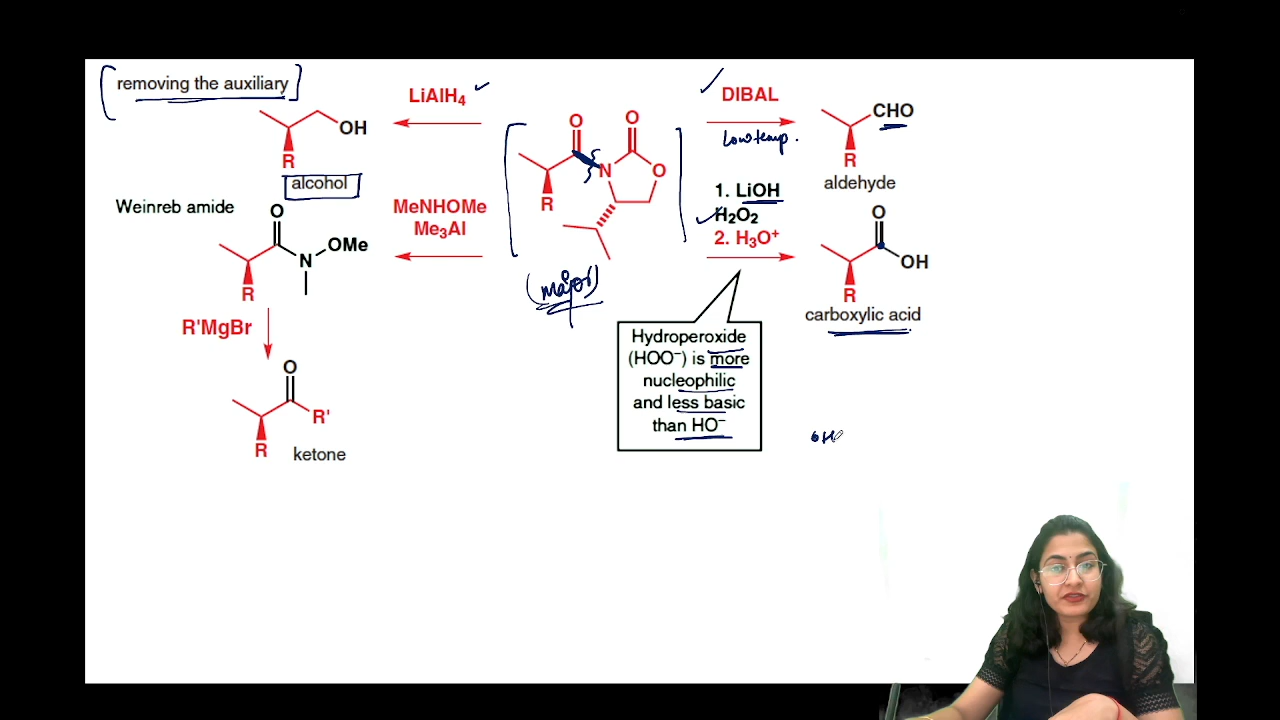 removing the auxiliary
LiAlH₄
DIBAL
O
O
O
N
R
OH
R
alcohol
low temp.
CHO
R
aldehyde
Weinreb amide
O
OMe
N
R
MeNHOMe
Me₃Al
1. LiOH
H₂O₂
2. H₃O⁺
O
OH
R
carboxylic acid
(major)
R'MgBr
O
R'
R
ketone
Hydroperoxide
(HOO⁻) is more
nucleophilic
and less basic
than HO⁻